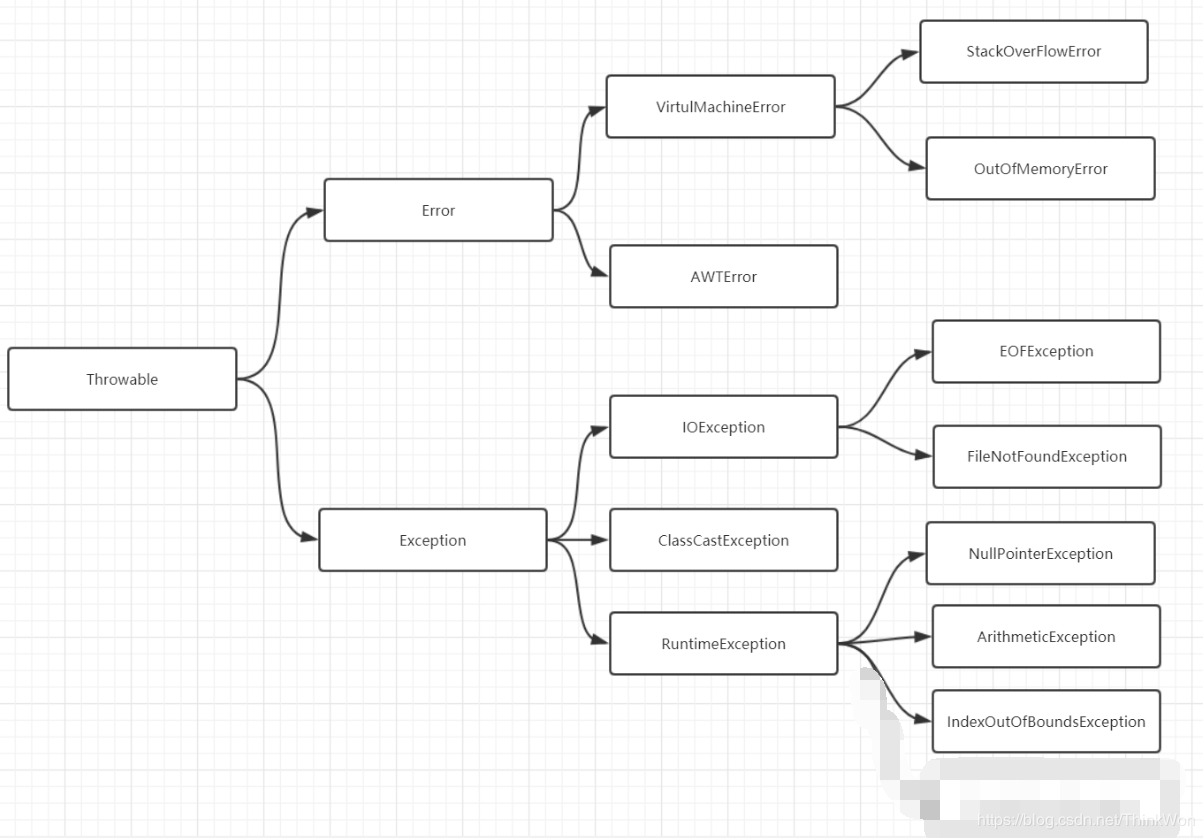 StackOverFlowError
VirtulMachineError
OutOfMemoryError
Error
AWTError
EOFException
Throwable
IOException
FileNotFoundException
Exception
ClassCastException
NullPointerException
RuntimeException
ArithmeticException
IndexOutOfBoundsException
https://blog.csdn.net/ThinkWon